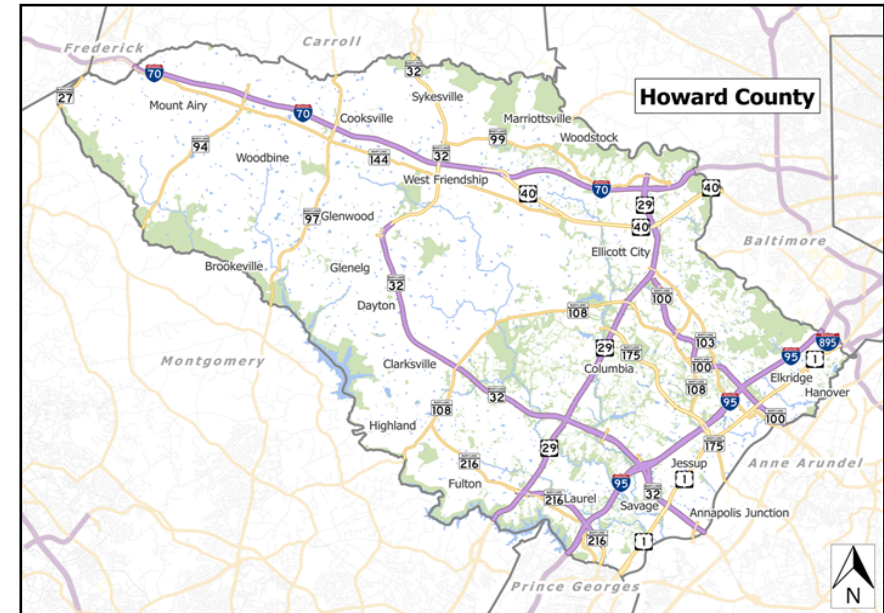 Howard County
Frederick
Carroll
70
32
27
Mount Airy
Sykesville
70
Cooksville
Marriottsville
Woodstock
94
99
Woodbine
144
32
West Friendship
40
70
40
29
97
Glenwood
40
Baltimore
Ellicott City
Brookeville
Glenelg
32
100
Dayton
108
103
895
29
175
95
1
Montgomery
Clarksville
Columbia
100
Elkridge
108
Hanover
32
95
108
100
Highland
29
175
216
Jessup
Anne Arundel
Fulton
95
1
216
Laurel
32
Savage
Annapolis Junction
216
1
Prince Georges
N